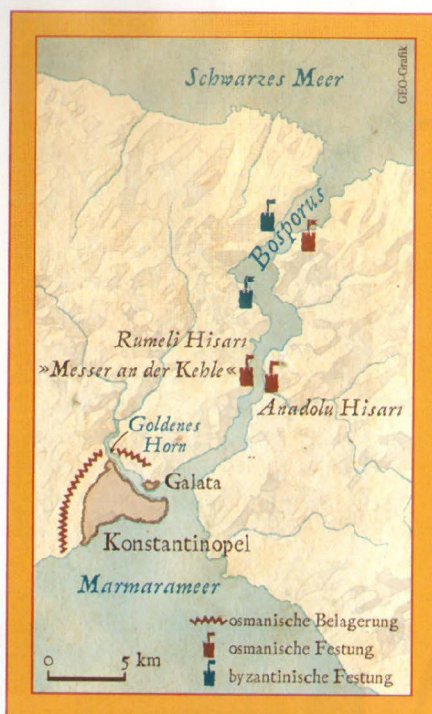 GEO-Grafik
Schwarzes Meer
Bosporus
Rumeli Hisarı
»Messer an der Kehle«
Anadolu Hisarı
Goldenes
Horn
Galata
Konstantinopel
Marmarameer
osmanische Belagerung
osmanische Festung
byzantinische Festung
0 5 km